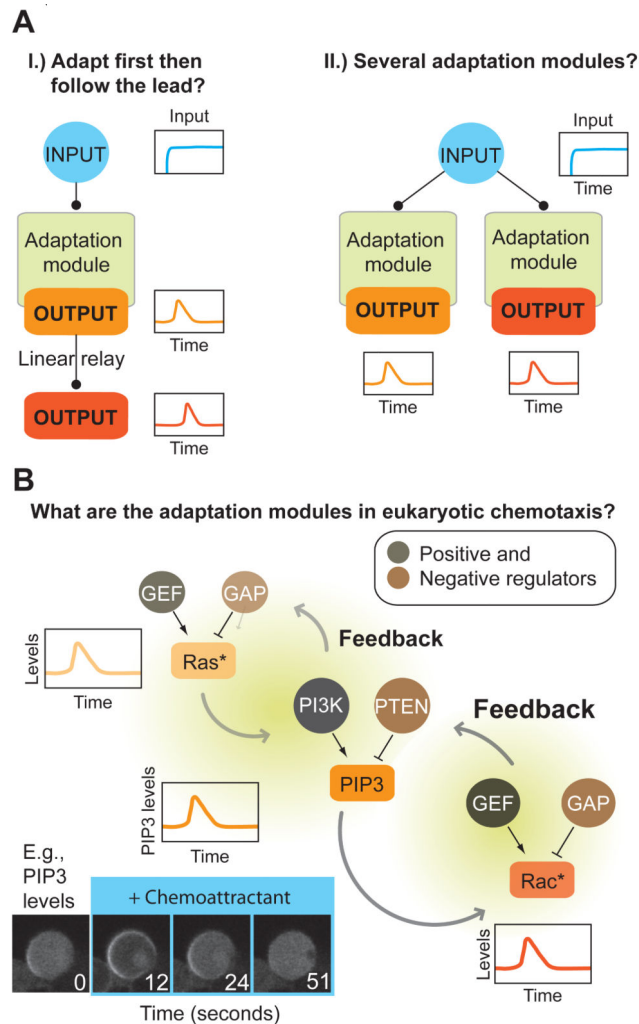 A
I.) Adapt first then
follow the lead?
II.) Several adaptation modules?
Input
INPUT
Input
INPUT
Time
Adaptation
module
OUTPUT
Time
Linear relay
OUTPUT
Time
Adaptation
module
OUTPUT
Time
Adaptation
module
OUTPUT
Time
B
What are the adaptation modules in eukaryotic chemotaxis?
Positive and
Negative regulators
GEF
GAP
Ras*
Levels
Time
Feedback
PI3K
PTEN
PIP3
Feedback
PIP3 levels
Time
GEF
GAP
Rac*
Levels
Time
E.g.,
PIP3
levels
+ Chemoattractant
0
12
24
51
Time (seconds)